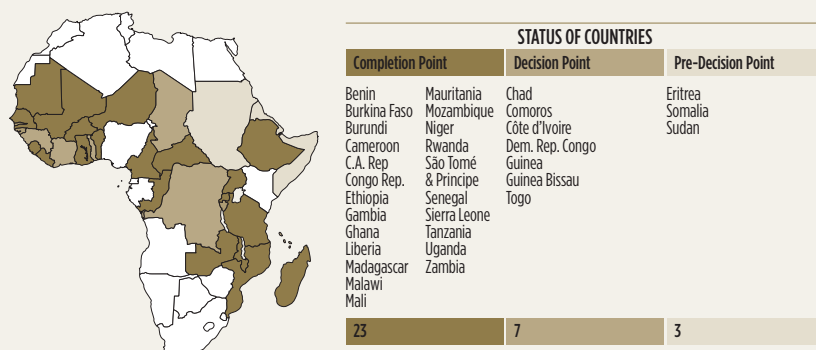 STATUS OF COUNTRIES
Completion Point
Benin
Burkina Faso
Burundi
Cameroon
C.A. Rep
Congo Rep.
Ethiopia
Gambia
Ghana
Liberia
Madagascar
Malawi
Mali
Mauritania
Mozambique
Niger
Rwanda
São Tomé
& Principe
Senegal
Sierra Leone
Tanzania
Uganda
Zambia
23
Decision Point
Chad
Comoros
Côte d'Ivoire
Dem. Rep. Congo
Guinea
Guinea Bissau
Togo
7
Pre-Decision Point
Eritrea
Somalia
Sudan
3